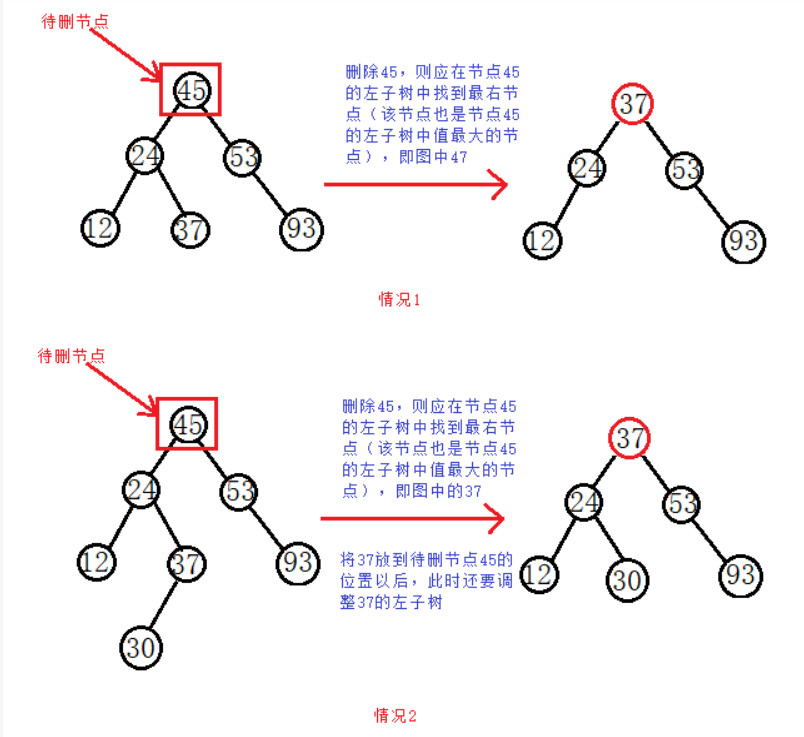 待删节点
45
删除45，则应在节点45
的左子树中找到最右节
点（该节点也是节点45
的左子树中值最大的节
点），即图中47
37
24
53
24
53
12
37
93
12
93
情况1
待删节点
45
删除45，则应在节点45
的左子树中找到最右节
点（该节点也是节点45
的左子树中值最大的节
点），即图中的37
37
24
53
24
53
将37放到待删节点45的
位置以后，此时还要调
整37的左子树
12
37
93
12
30
93
30
情况2